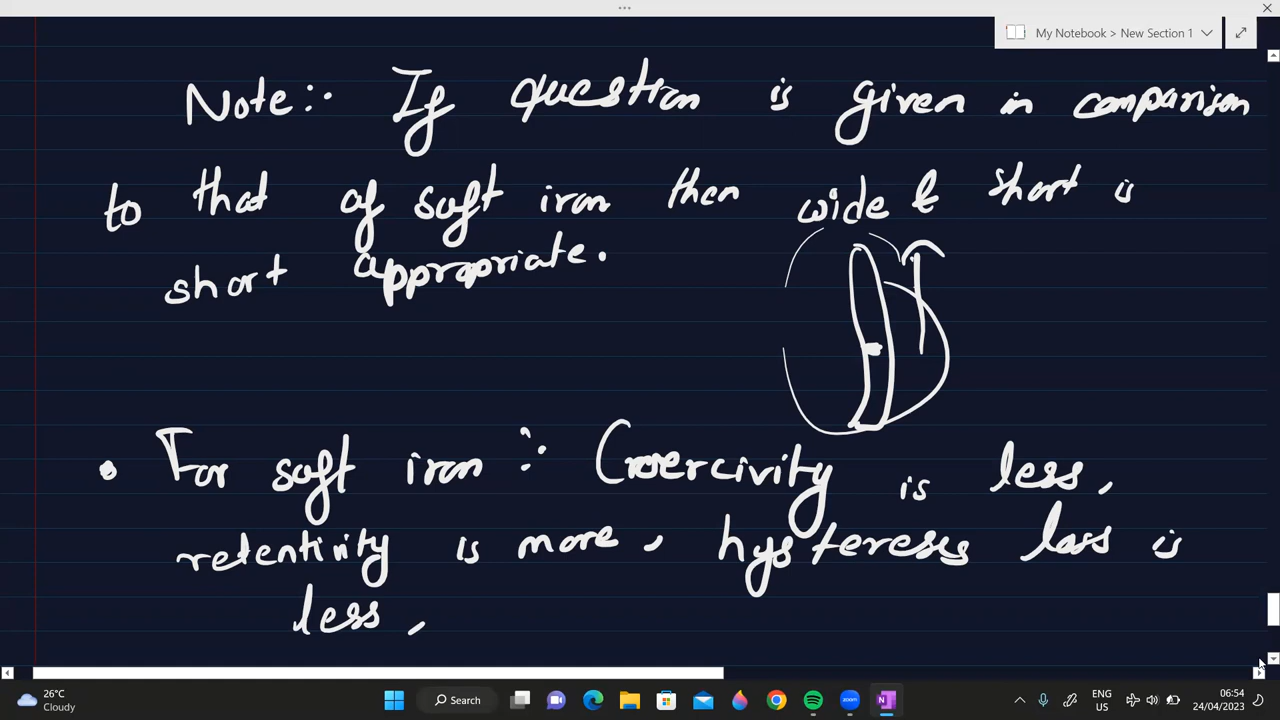 My Notebook > New Section 1
Note:- If question is given in comparison
to that of soft iron then wide & short is
short appropriate.
• For soft iron :- Coercivity is less,
retentivity is more, hysteresis loss is
less,
26°C
Cloudy
Search
zoom
ENG
US
06:54
24/04/2023